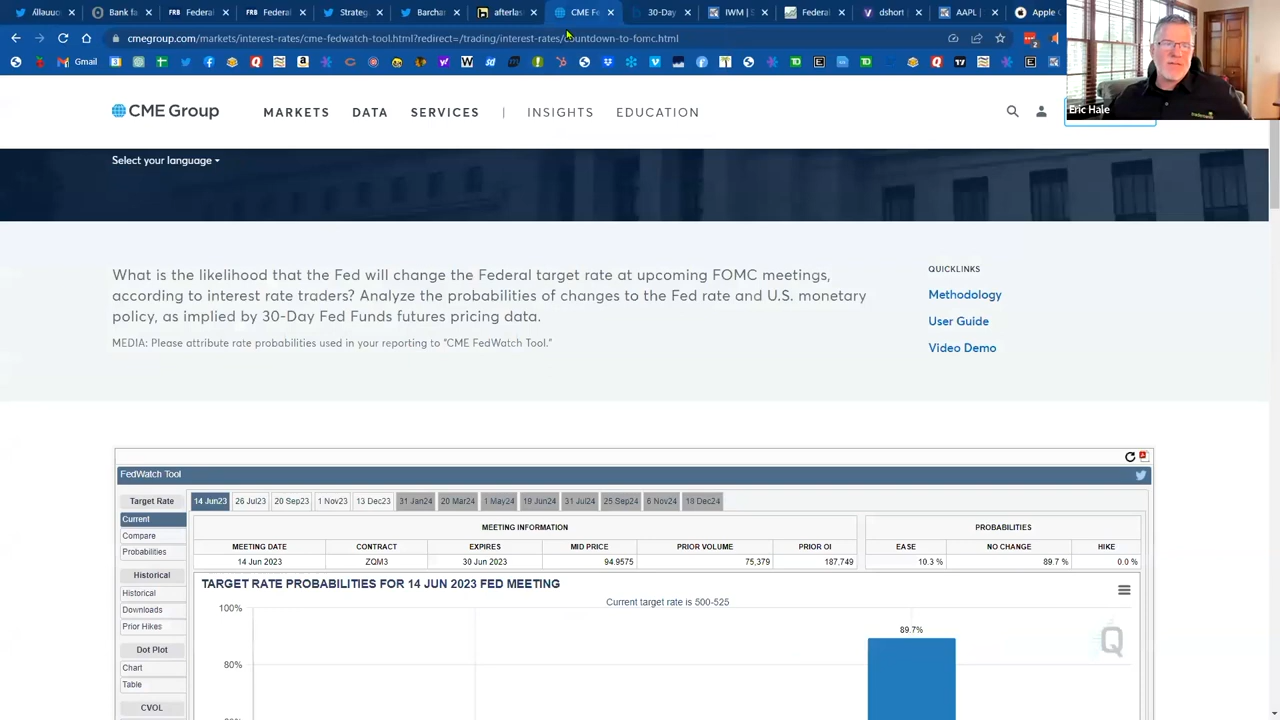 Állauuc
Bank fa
FRB Federal
FRB Federal
Strateg
Barchar
b afterlas
CME Fe
30-Day
IWM | S
Federal
V dshort
AAPL |
Apple C
cmegroup.com/markets/interest-rates/cme-fedwatch-tool.html?redirect=/trading/interest-rates/countdown-to-fomc.html
Gmail
Eric Hale
CME Group
MARKETS DATA SERVICES | INSIGHTS EDUCATION
Select your language
What is the likelihood that the Fed will change the Federal target rate at upcoming FOMC meetings,
according to interest rate traders? Analyze the probabilities of changes to the Fed rate and U.S. monetary
policy, as implied by 30-Day Fed Funds futures pricing data.
MEDIA: Please attribute rate probabilities used in your reporting to "CME FedWatch Tool."
QUICKLINKS
Methodology
User Guide
Video Demo
FedWatch Tool
Target Rate
Current
Compare
Probabilities
Historical
Historical
Downloads
Prior Hikes
Dot Plot
Chart
Table
CVOL
14 Jun23 26 Jul23 20 Sep23 1 Nov23 13 Dec23 31 Jan24 20 Mar24 1 May24 19 Jun24 31 Jul24 25 Sep24 6 Nov24 18 Dec24
MEETING INFORMATION
MEETING DATE CONTRACT EXPIRES MID PRICE PRIOR VOLUME PRIOR OI
14 Jun 2023 ZQM3 30 Jun 2023 94.9575 75,379 187,749
PROBABILITIES
EASE NO CHANGE HIKE
10.3 % 89.7 % 0.0 %
TARGET RATE PROBABILITIES FOR 14 JUN 2023 FED MEETING
Current target rate is 500-525
100%
89.7%
Q
80%